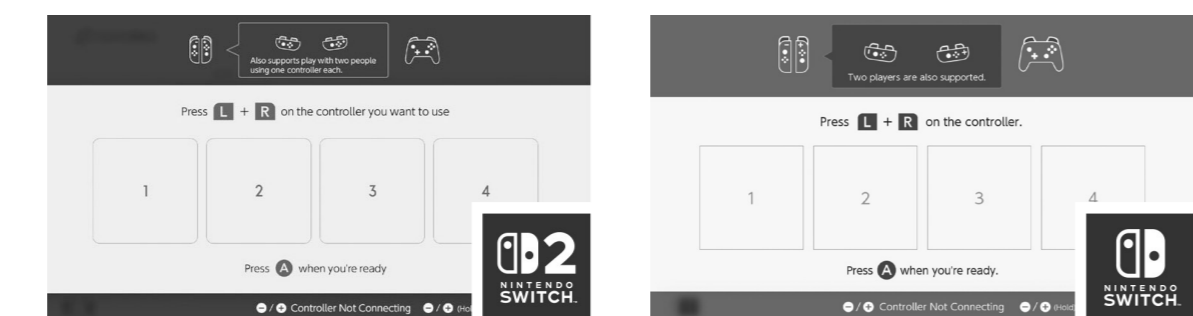 Also supports play with two people
using one controller each.
Press L + R on the controller you want to use
1 2 3 4
Press A when you're ready
⊖/⊕ Controller Not Connecting ⊖/⊕
2
NINTENDO
SWITCH
Two players are also supported.
Press L + R on the controller.
1 2 3 4
Press A when you're ready.
⊖/⊕ Controller Not Connecting ⊖/⊕ (Hold)
NINTENDO
SWITCH